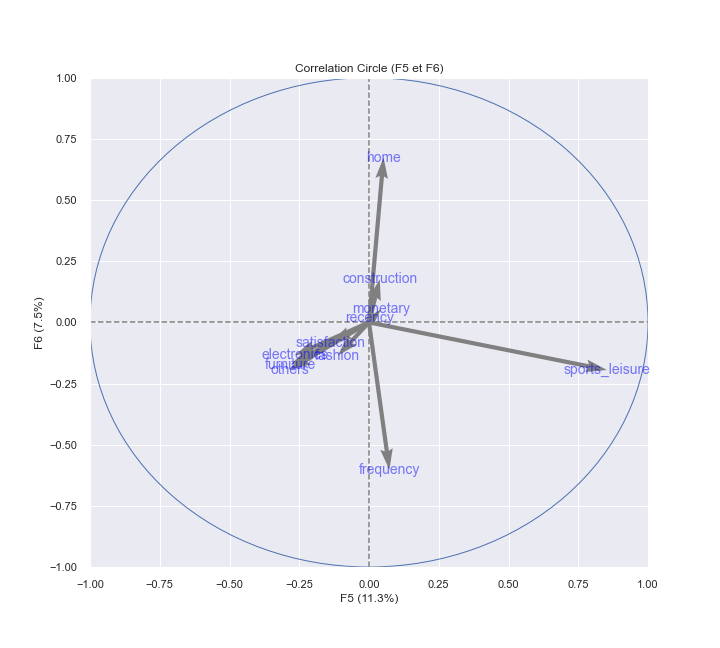 Correlation Circle (F5 et F6)
1.00
0.75
0.50
0.25
0.00
−0.25
−0.50
−0.75
−1.00
F6 (7.5%)
home
construction
monetary
recency
satisfaction
electronics
fashion
furniture
others
sports_leisure
frequency
−1.00 −0.75 −0.50 −0.25 0.00 0.25 0.50 0.75 1.00
F5 (11.3%)